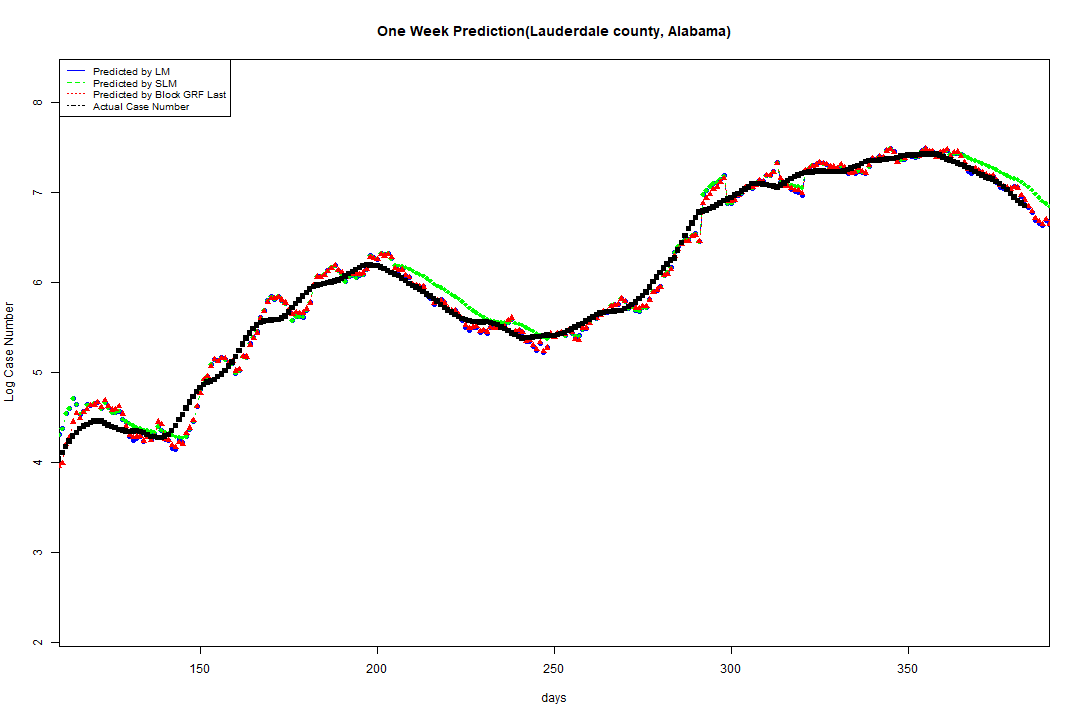 One Week Prediction(Lauderdale county, Alabama)
Predicted by LM
Predicted by SLM
Predicted by Block GRF Last
Actual Case Number
8
7
6
5
4
3
2
Log Case Number
150 200 250 300 350
days